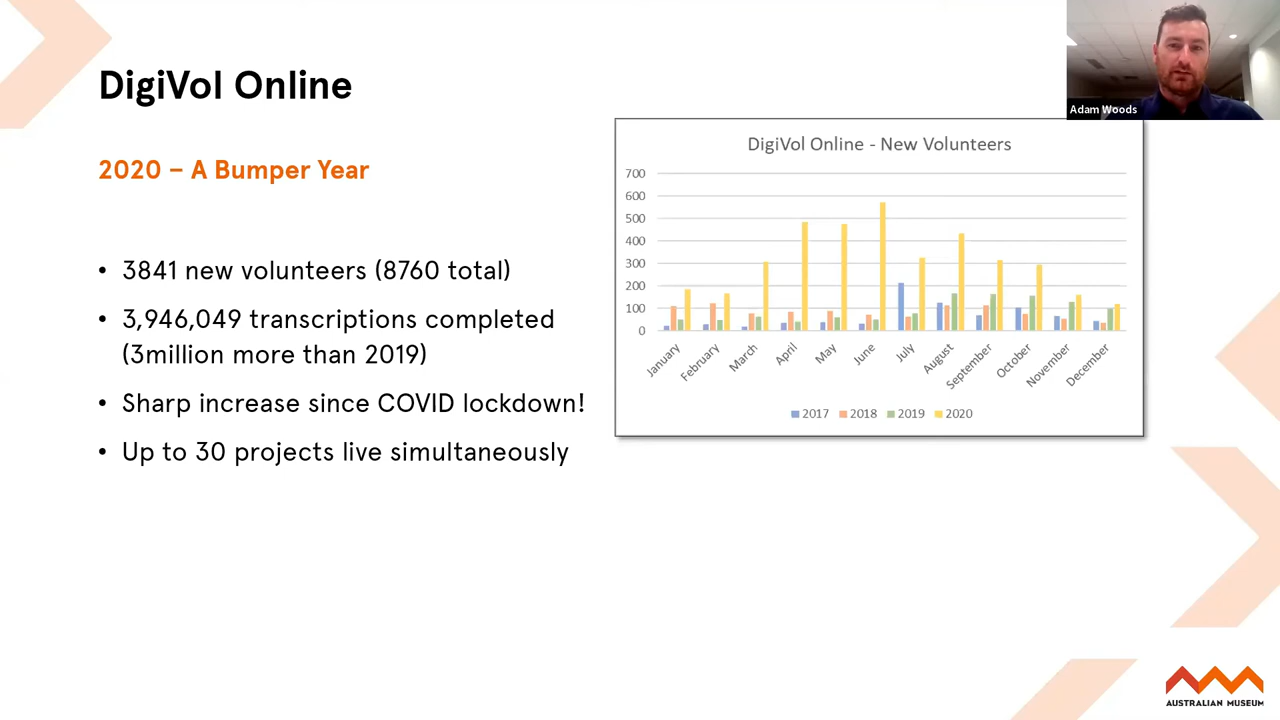 DigiVol Online
2020 – A Bumper Year
• 3841 new volunteers (8760 total)
• 3,946,049 transcriptions completed
(3million more than 2019)
• Sharp increase since COVID lockdown!
• Up to 30 projects live simultaneously
Adam Woods
DigiVol Online - New Volunteers
700
600
500
400
300
200
100
0
January
February
March
April
May
June
July
August
September
October
November
December
2017 2018 2019 2020
AUSTRALIAN MUSEUM